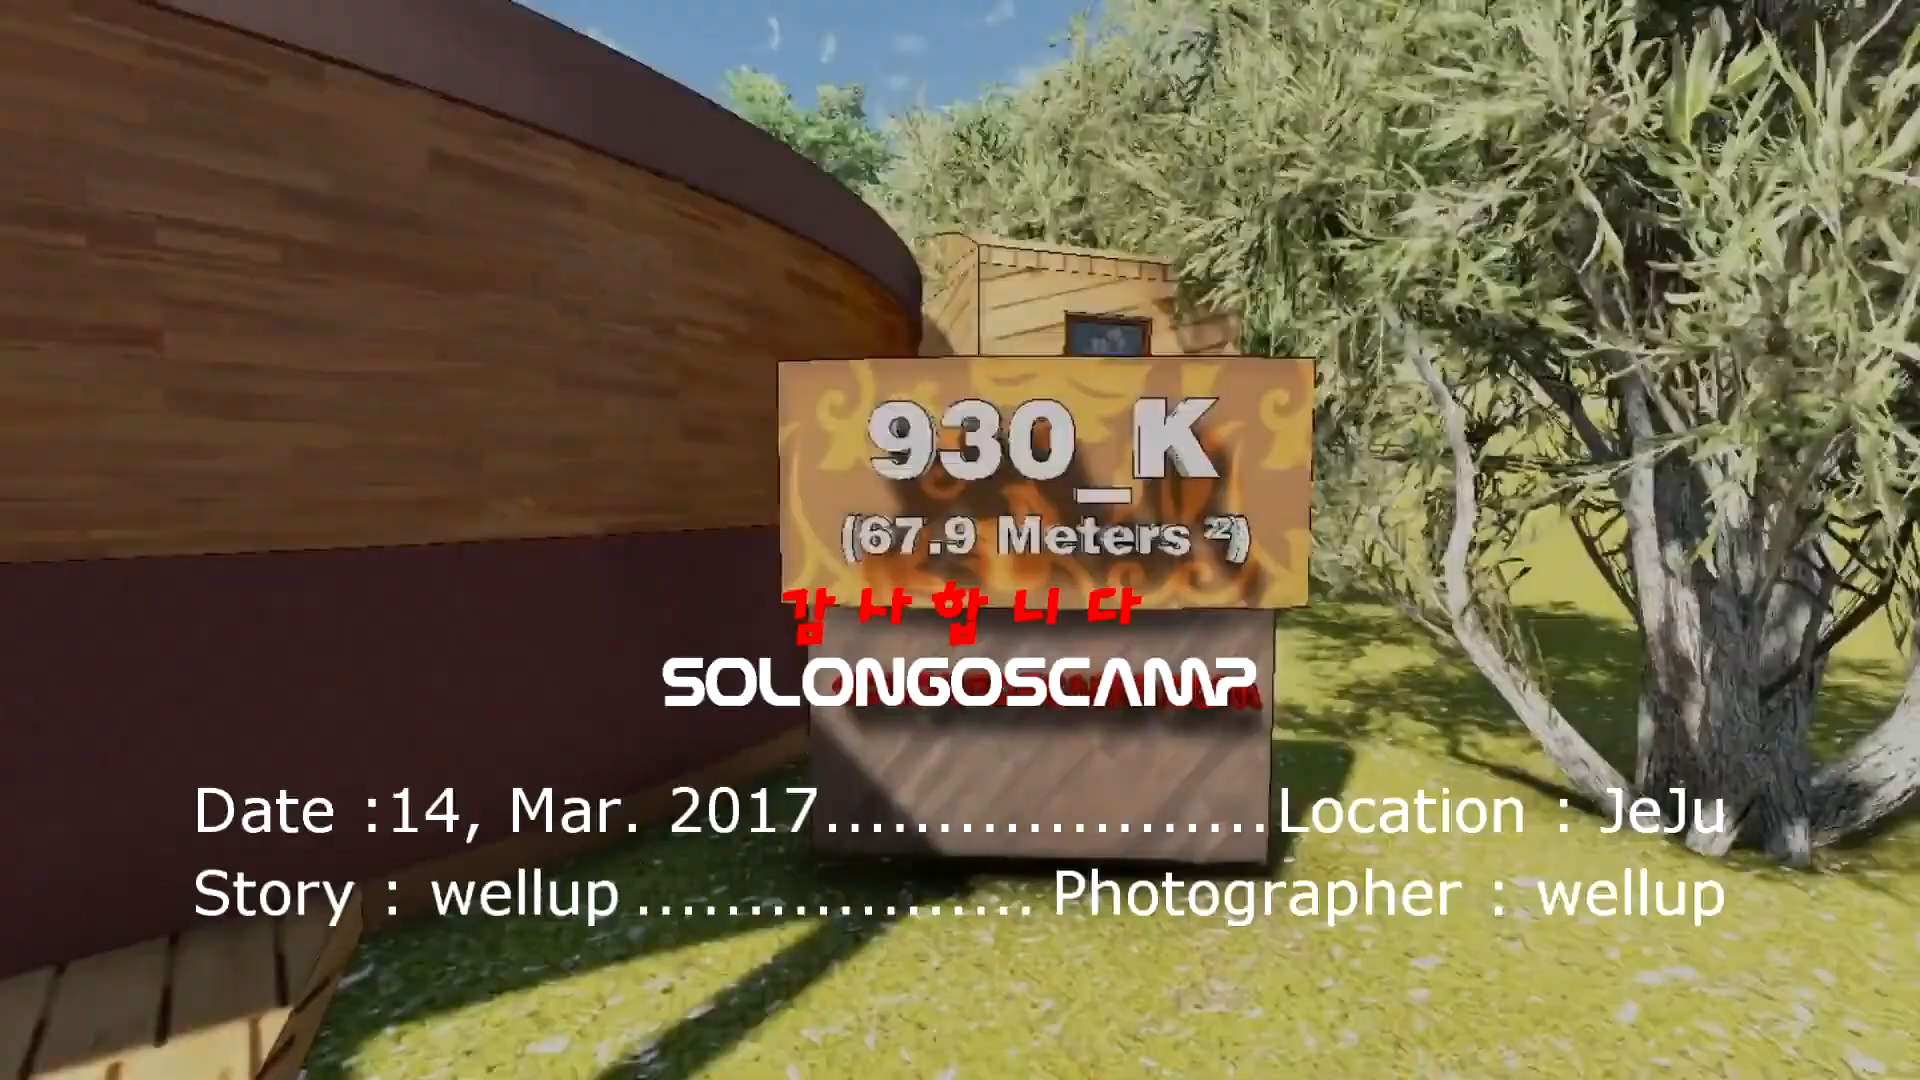 930_K
(67.9 Meters ²)
감사합니다
SOLONGOSCAMP
Date :14, Mar. 2017.....................Location : JeJu
Story : wellup..................Photographer : wellup